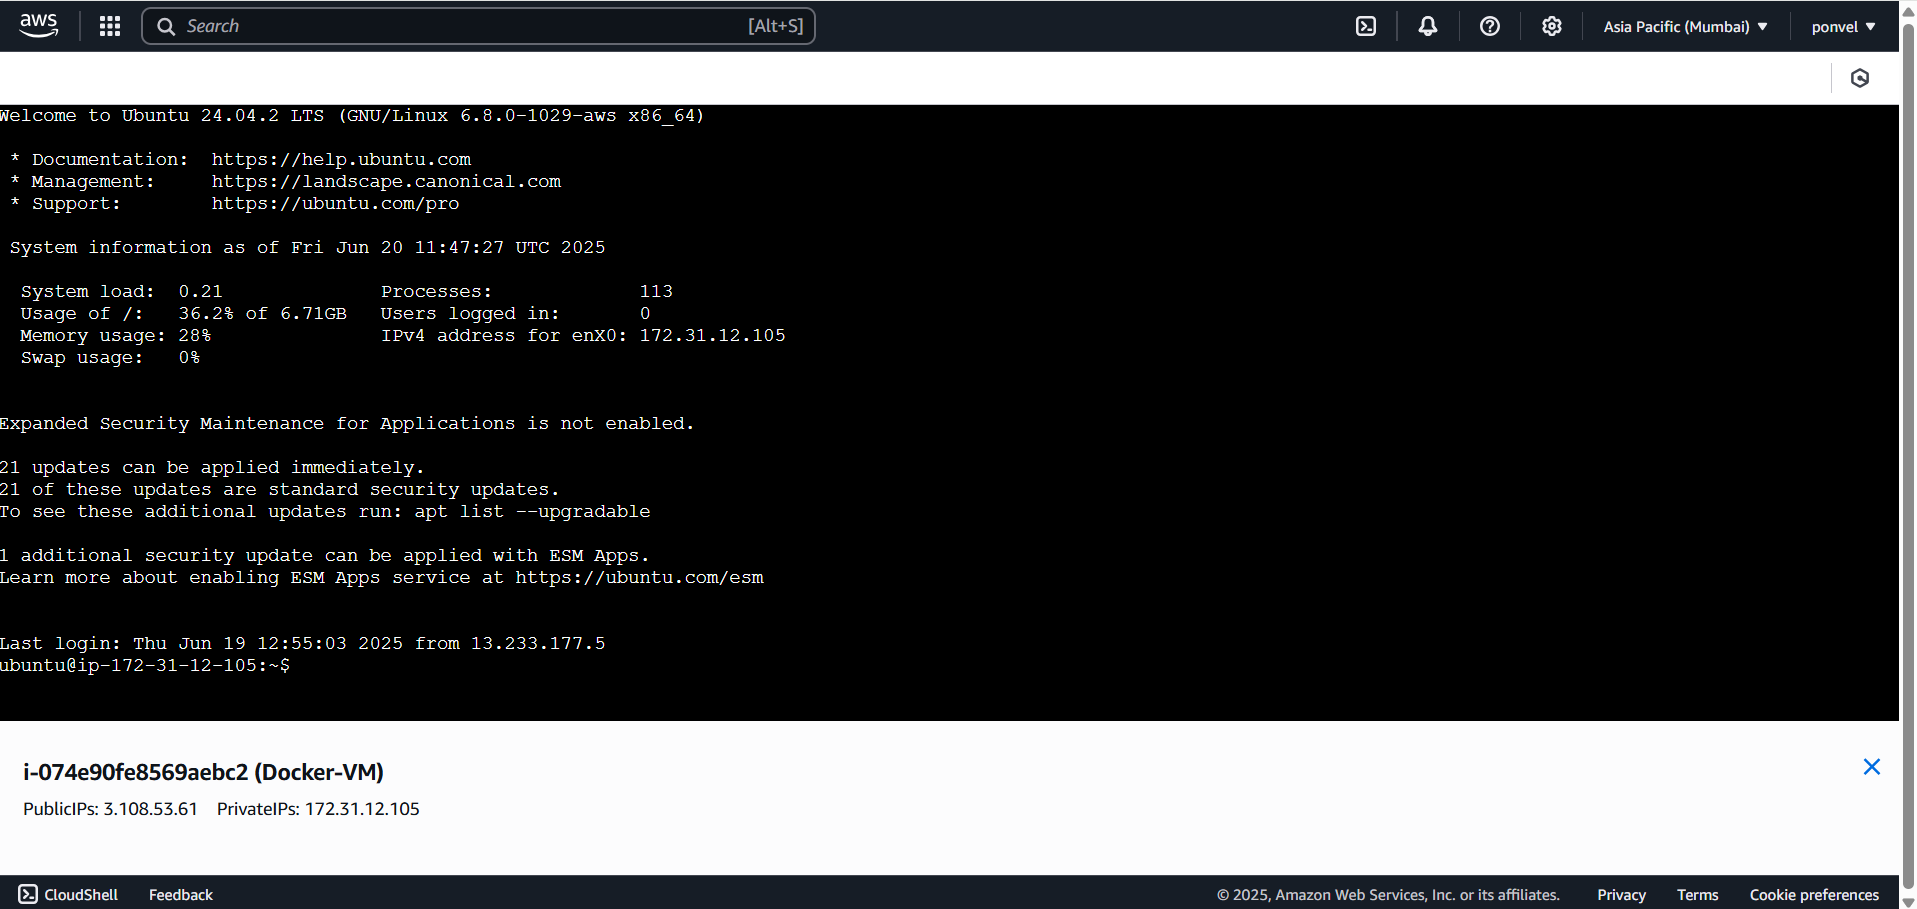 aws
Search [Alt+S]
Asia Pacific (Mumbai)
ponvel
Welcome to Ubuntu 24.04.2 LTS (GNU/Linux 6.8.0-1029-aws x86_64)
* Documentation: https://help.ubuntu.com
* Management: https://landscape.canonical.com
* Support: https://ubuntu.com/pro
System information as of Fri Jun 20 11:47:27 UTC 2025
System load: 0.21 Processes: 113
Usage of /: 36.2% of 6.71GB Users logged in: 0
Memory usage: 28% IPv4 address for enX0: 172.31.12.105
Swap usage: 0%
Expanded Security Maintenance for Applications is not enabled.
21 updates can be applied immediately.
21 of these updates are standard security updates.
To see these additional updates run: apt list --upgradable
1 additional security update can be applied with ESM Apps.
Learn more about enabling ESM Apps service at https://ubuntu.com/esm
Last login: Thu Jun 19 12:55:03 2025 from 13.233.177.5
ubuntu@ip-172-31-12-105:~$
i-074e90fe8569aebc2 (Docker-VM)
PublicIPs: 3.108.53.61 PrivateIPs: 172.31.12.105
CloudShell Feedback © 2025, Amazon Web Services, Inc. or its affiliates. Privacy Terms Cookie preferences